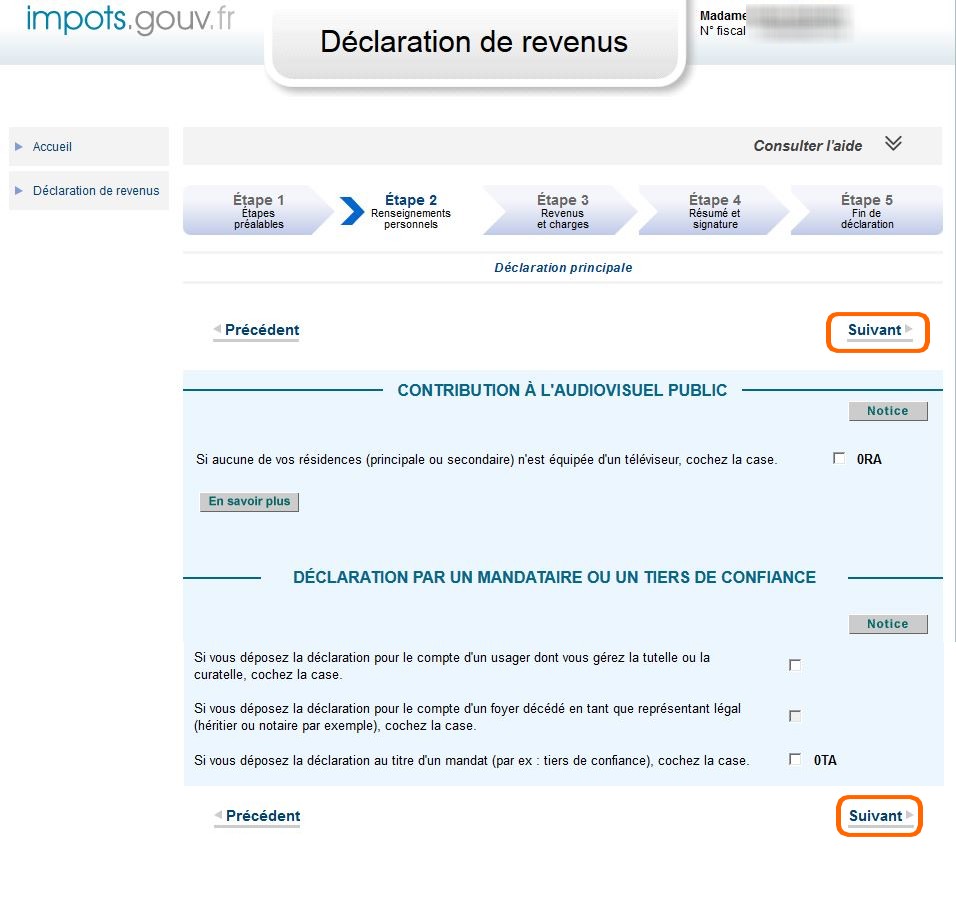 impots.gouv.fr
Déclaration de revenus
Madame
N° fiscal
Accueil
Déclaration de revenus
Consulter l'aide
Étape 1
Étapes
préalables
Étape 2
Renseignements
personnels
Étape 3
Revenus
et charges
Étape 4
Résumé et
signature
Étape 5
Fin de
déclaration
Déclaration principale
Précédent
Suivant
CONTRIBUTION À L'AUDIOVISUEL PUBLIC
Notice
Si aucune de vos résidences (principale ou secondaire) n'est équipée d'un téléviseur, cochez la case.
0RA
En savoir plus
DÉCLARATION PAR UN MANDATAIRE OU UN TIERS DE CONFIANCE
Notice
Si vous déposez la déclaration pour le compte d'un usager dont vous gérez la tutelle ou la
curatelle, cochez la case.
Si vous déposez la déclaration pour le compte d'un foyer décédé en tant que représentant légal
(héritier ou notaire par exemple), cochez la case.
Si vous déposez la déclaration au titre d'un mandat (par ex : tiers de confiance), cochez la case.
0TA
Précédent
Suivant